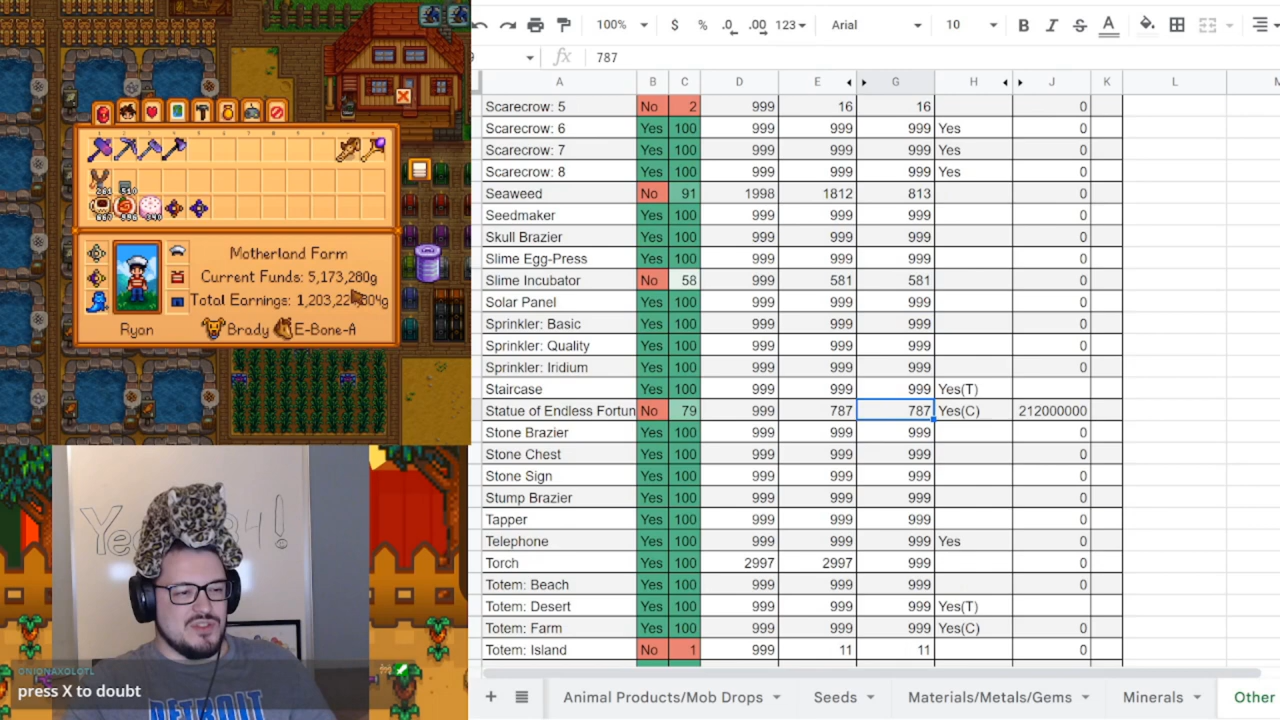 261 510
667 596 340
Motherland Farm
Current Funds: 5,173,280g
Total Earnings:
Ryon
Brady E-Bone-A
ONIONAXOLOTL
press X to doubt
DETROIT
100% $ % .0 .00 123 Arial 10 B I S A
fx 787
A B C D E G H J K L
Scarecrow: 5 No 2 999 16 16 0
Scarecrow: 6 Yes 100 999 999 999 Yes 0
Scarecrow: 7 Yes 100 999 999 999 Yes 0
Scarecrow: 8 Yes 100 999 999 999 Yes 0
Seaweed No 91 1998 1812 813 0
Seedmaker Yes 100 999 999 999 0
Skull Brazier Yes 100 999 999 999 0
Slime Egg-Press Yes 100 999 999 999 0
Slime Incubator No 58 999 581 581 0
Solar Panel Yes 100 999 999 999 0
Sprinkler: Basic Yes 100 999 999 999 0
Sprinkler: Quality Yes 100 999 999 999 0
Sprinkler: Iridium Yes 100 999 999 999 0
Staircase Yes 100 999 999 999 Yes(T)
Statue of Endless Fortun No 79 999 787 787 Yes(C) 212000000
Stone Brazier Yes 100 999 999 999 0
Stone Chest Yes 100 999 999 999 0
Stone Sign Yes 100 999 999 999 0
Stump Brazier Yes 100 999 999 999 0
Tapper Yes 100 999 999 999 0
Telephone Yes 100 999 999 999 Yes 0
Torch Yes 100 2997 2997 999 0
Totem: Beach Yes 100 999 999 999 0
Totem: Desert Yes 100 999 999 999 Yes(T)
Totem: Farm Yes 100 999 999 999 Yes(C) 0
Totem: Island No 1 999 11 11 0
Animal Products/Mob Drops Seeds Materials/Metals/Gems Minerals Other